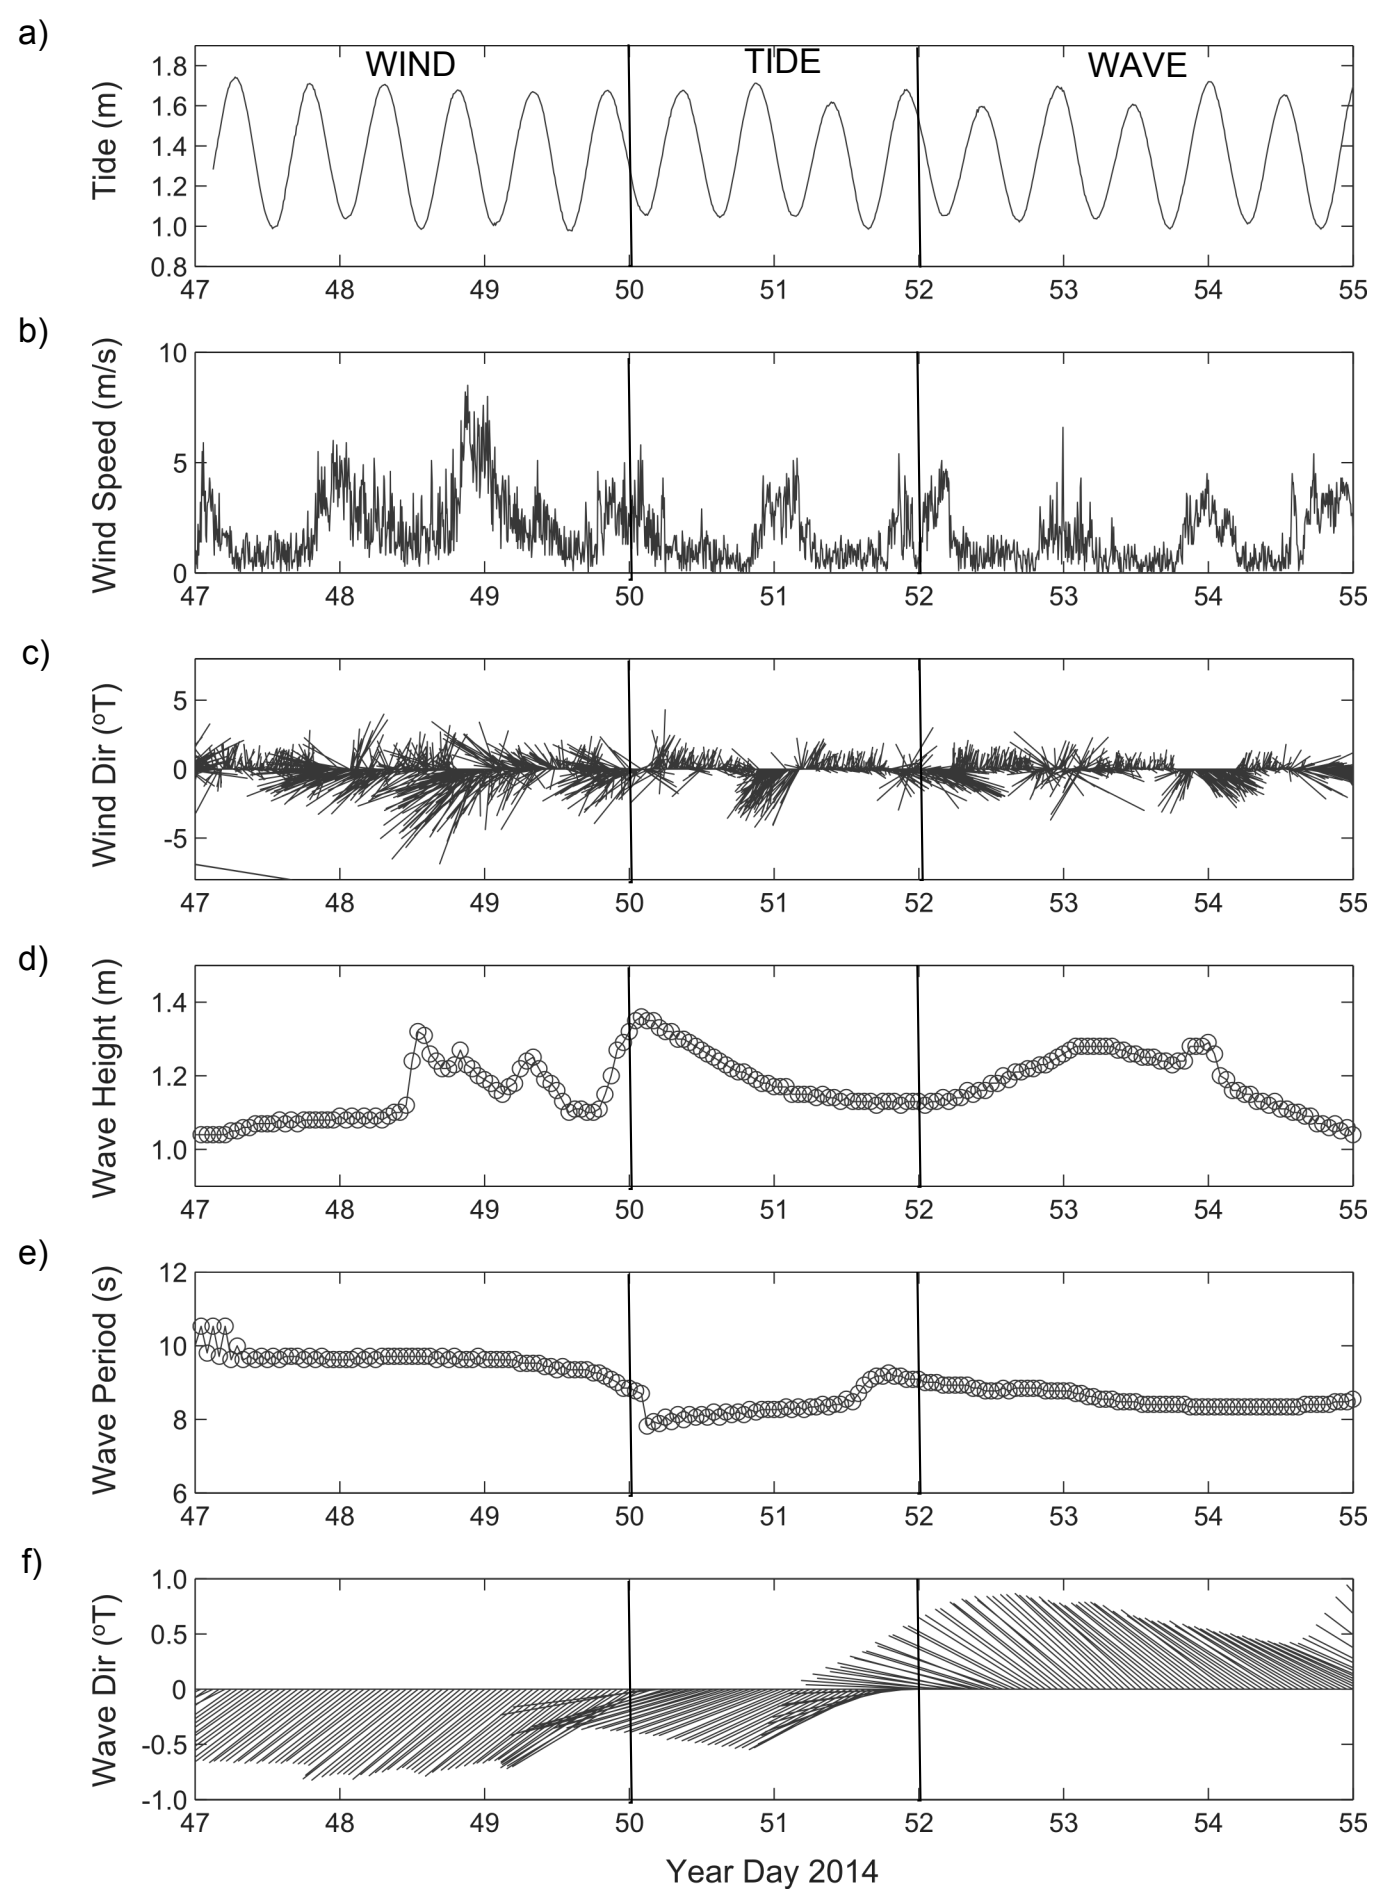 a)
WIND TIDE WAVE
Tide (m)
1.8
1.6
1.4
1.2
1.0
0.8
47 48 49 50 51 52 53 54 55
b)
Wind Speed (m/s)
10
5
0
47 48 49 50 51 52 53 54 55
c)
Wind Dir (ºT)
5
0
-5
47 48 49 50 51 52 53 54 55
d)
Wave Height (m)
1.4
1.2
1.0
47 48 49 50 51 52 53 54 55
e)
Wave Period (s)
12
10
8
6
47 48 49 50 51 52 53 54 55
f)
Wave Dir (ºT)
1.0
0.5
0
-0.5
-1.0
47 48 49 50 51 52 53 54 55
Year Day 2014